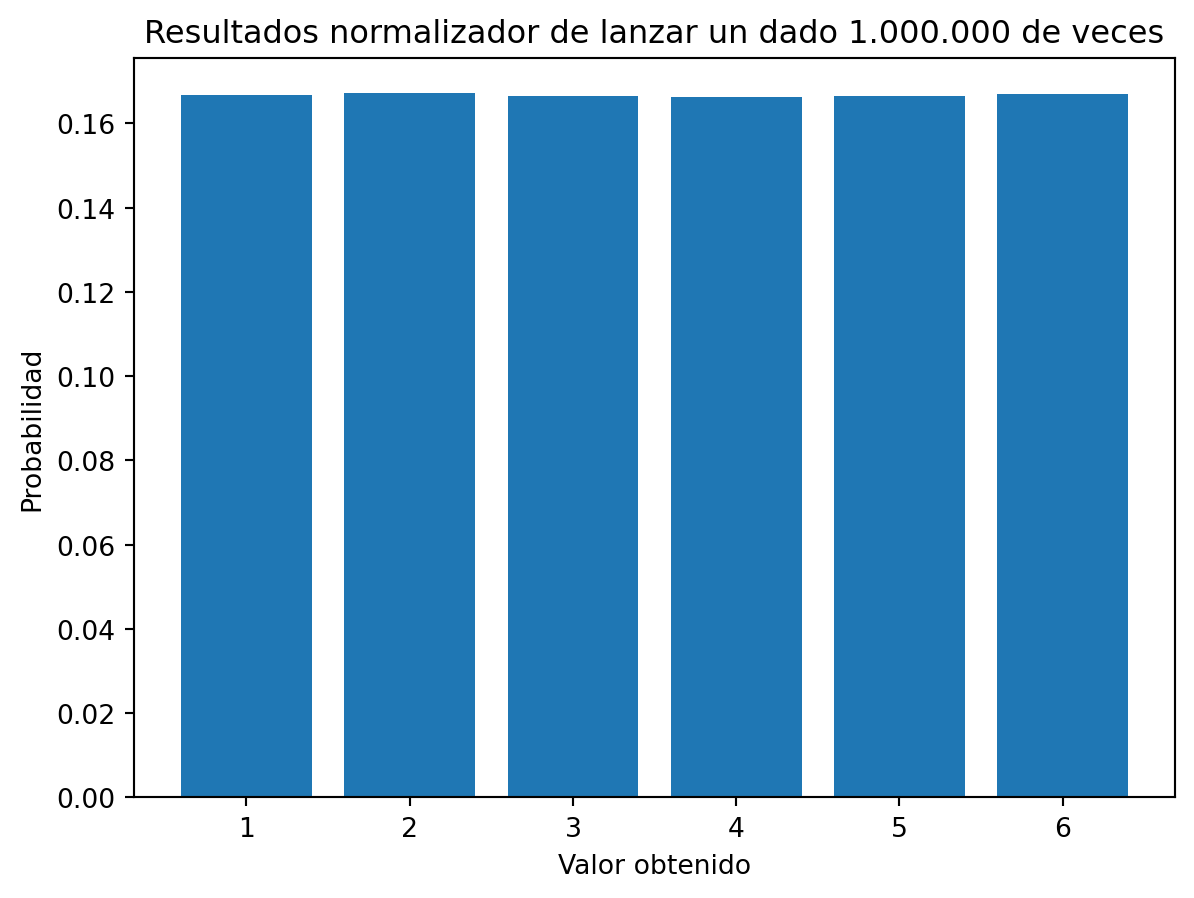 Resultados normalizador de lanzar un dado 1.000.000 de veces
0.16
0.14
0.12
0.10
0.08
0.06
0.04
0.02
0.00
Probabilidad
1 2 3 4 5 6
Valor obtenido